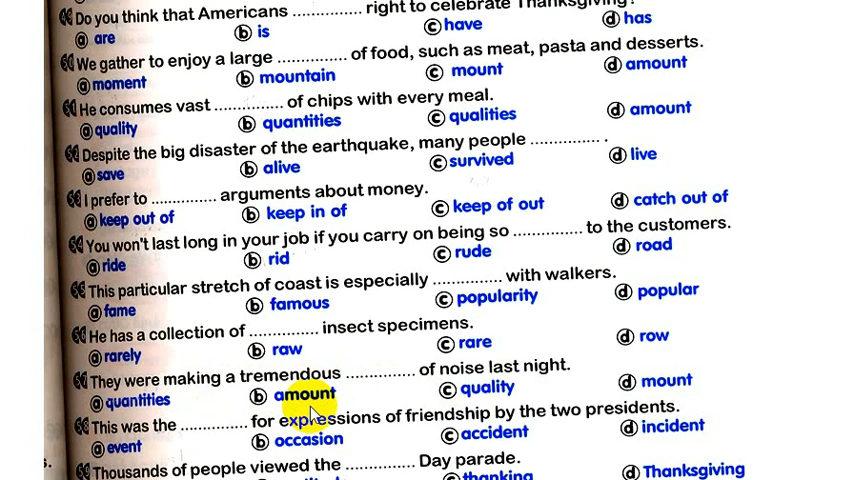 Do you think that Americans .............. right to celebrate Thanksgiving?
a are b is c have d has
We gather to enjoy a large .............. of food, such as meat, pasta and desserts.
a moment b mountain c mount d amount
He consumes vast .............. of chips with every meal.
a quality b quantities c qualities d amount
Despite the big disaster of the earthquake, many people .............. .
a save b alive c survived d live
I prefer to .............. arguments about money.
a keep out of b keep in of c keep of out d catch out of
You won't last long in your job if you carry on being so .............. to the customers.
a ride b rid c rude d road
This particular stretch of coast is especially .............. with walkers.
a fame b famous c popularity d popular
He has a collection of .............. insect specimens.
a rarely b raw c rare d row
They were making a tremendous .............. of noise last night.
a quantities b amount c quality d mount
This was the .............. for expressions of friendship by the two presidents.
a event b occasion c accident d incident
s. Thousands of people viewed the .............. Day parade.
c thanking d Thanksgiving